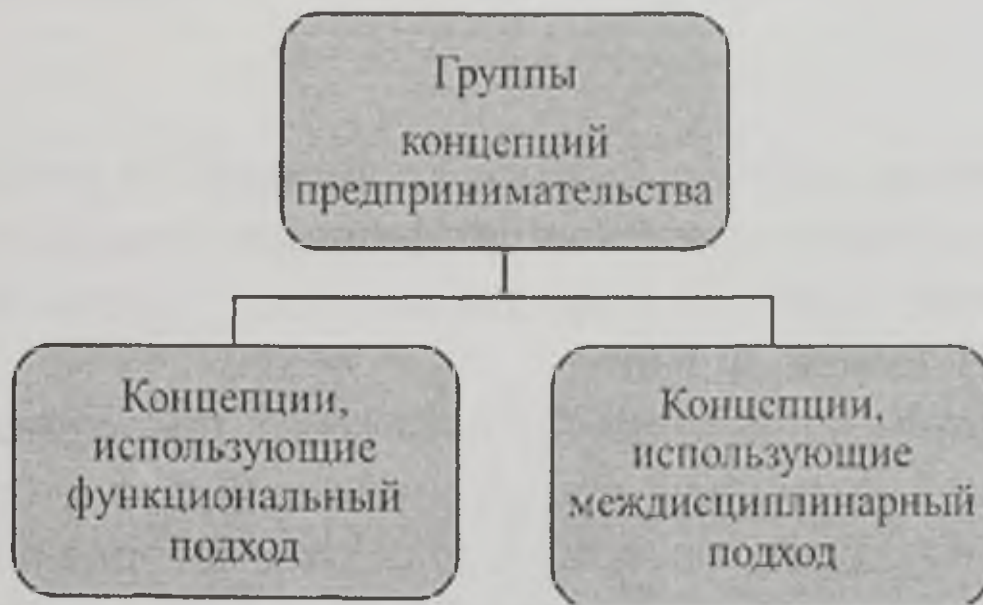 Группы
концепций
предпринимательства
Концепции,
использующие
функциональный
подход
Концепции,
использующие
междисциплинарный
подход